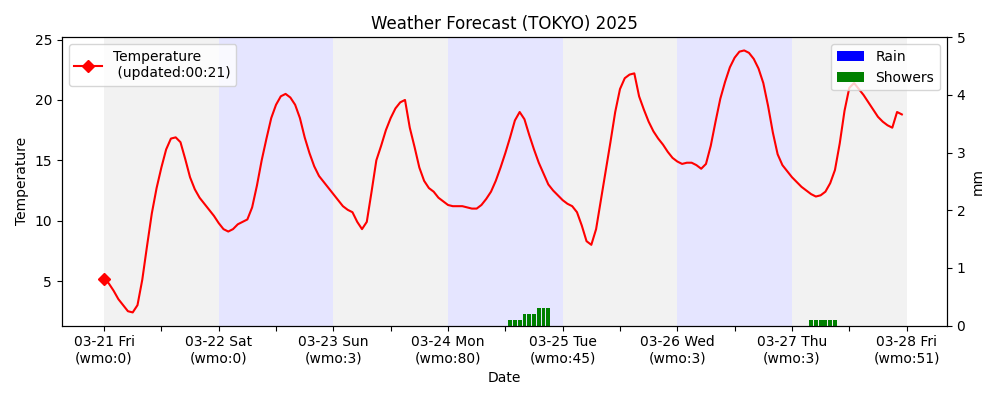 Weather Forecast (TOKYO) 2025
Temperature
(updated:00:21)
Rain
Showers
25
20
15
10
5
Temperature
5
4
3
2
1
0
mm
03-21 Fri
(wmo:0)
03-22 Sat
(wmo:0)
03-23 Sun
(wmo:3)
03-24 Mon
(wmo:80)
03-25 Tue
(wmo:45)
03-26 Wed
(wmo:3)
03-27 Thu
(wmo:3)
03-28 Fri
(wmo:51)
Date